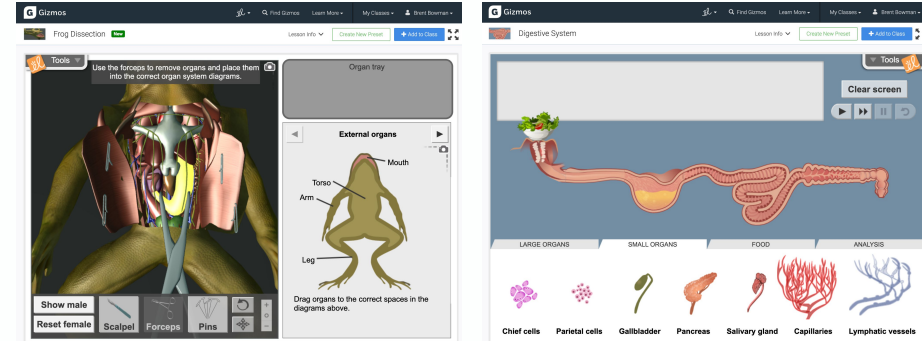 G Gizmos
Find Gizmos
Learn More
My Classes
Brent Bowman
Frog Dissection
New
Lesson Info
Create New Preset
+ Add to Class
Tools
Use the forceps to remove organs and place them
into the correct organ system diagrams.
Organ tray
External organs
Mouth
Torso
Arm
Leg
Drag organs to the correct spaces in the
diagrams above.
Show male
Reset female
Scalpel
Forceps
Pins
G Gizmos
Find Gizmos
Learn More
My Classes
Brent Bowman
Digestive System
Lesson Info
Create New Preset
+ Add to Class
Tools
Clear screen
LARGE ORGANS
SMALL ORGANS
FOOD
ANALYSIS
Chief cells
Parietal cells
Gallbladder
Pancreas
Salivary gland
Capillaries
Lymphatic vessels